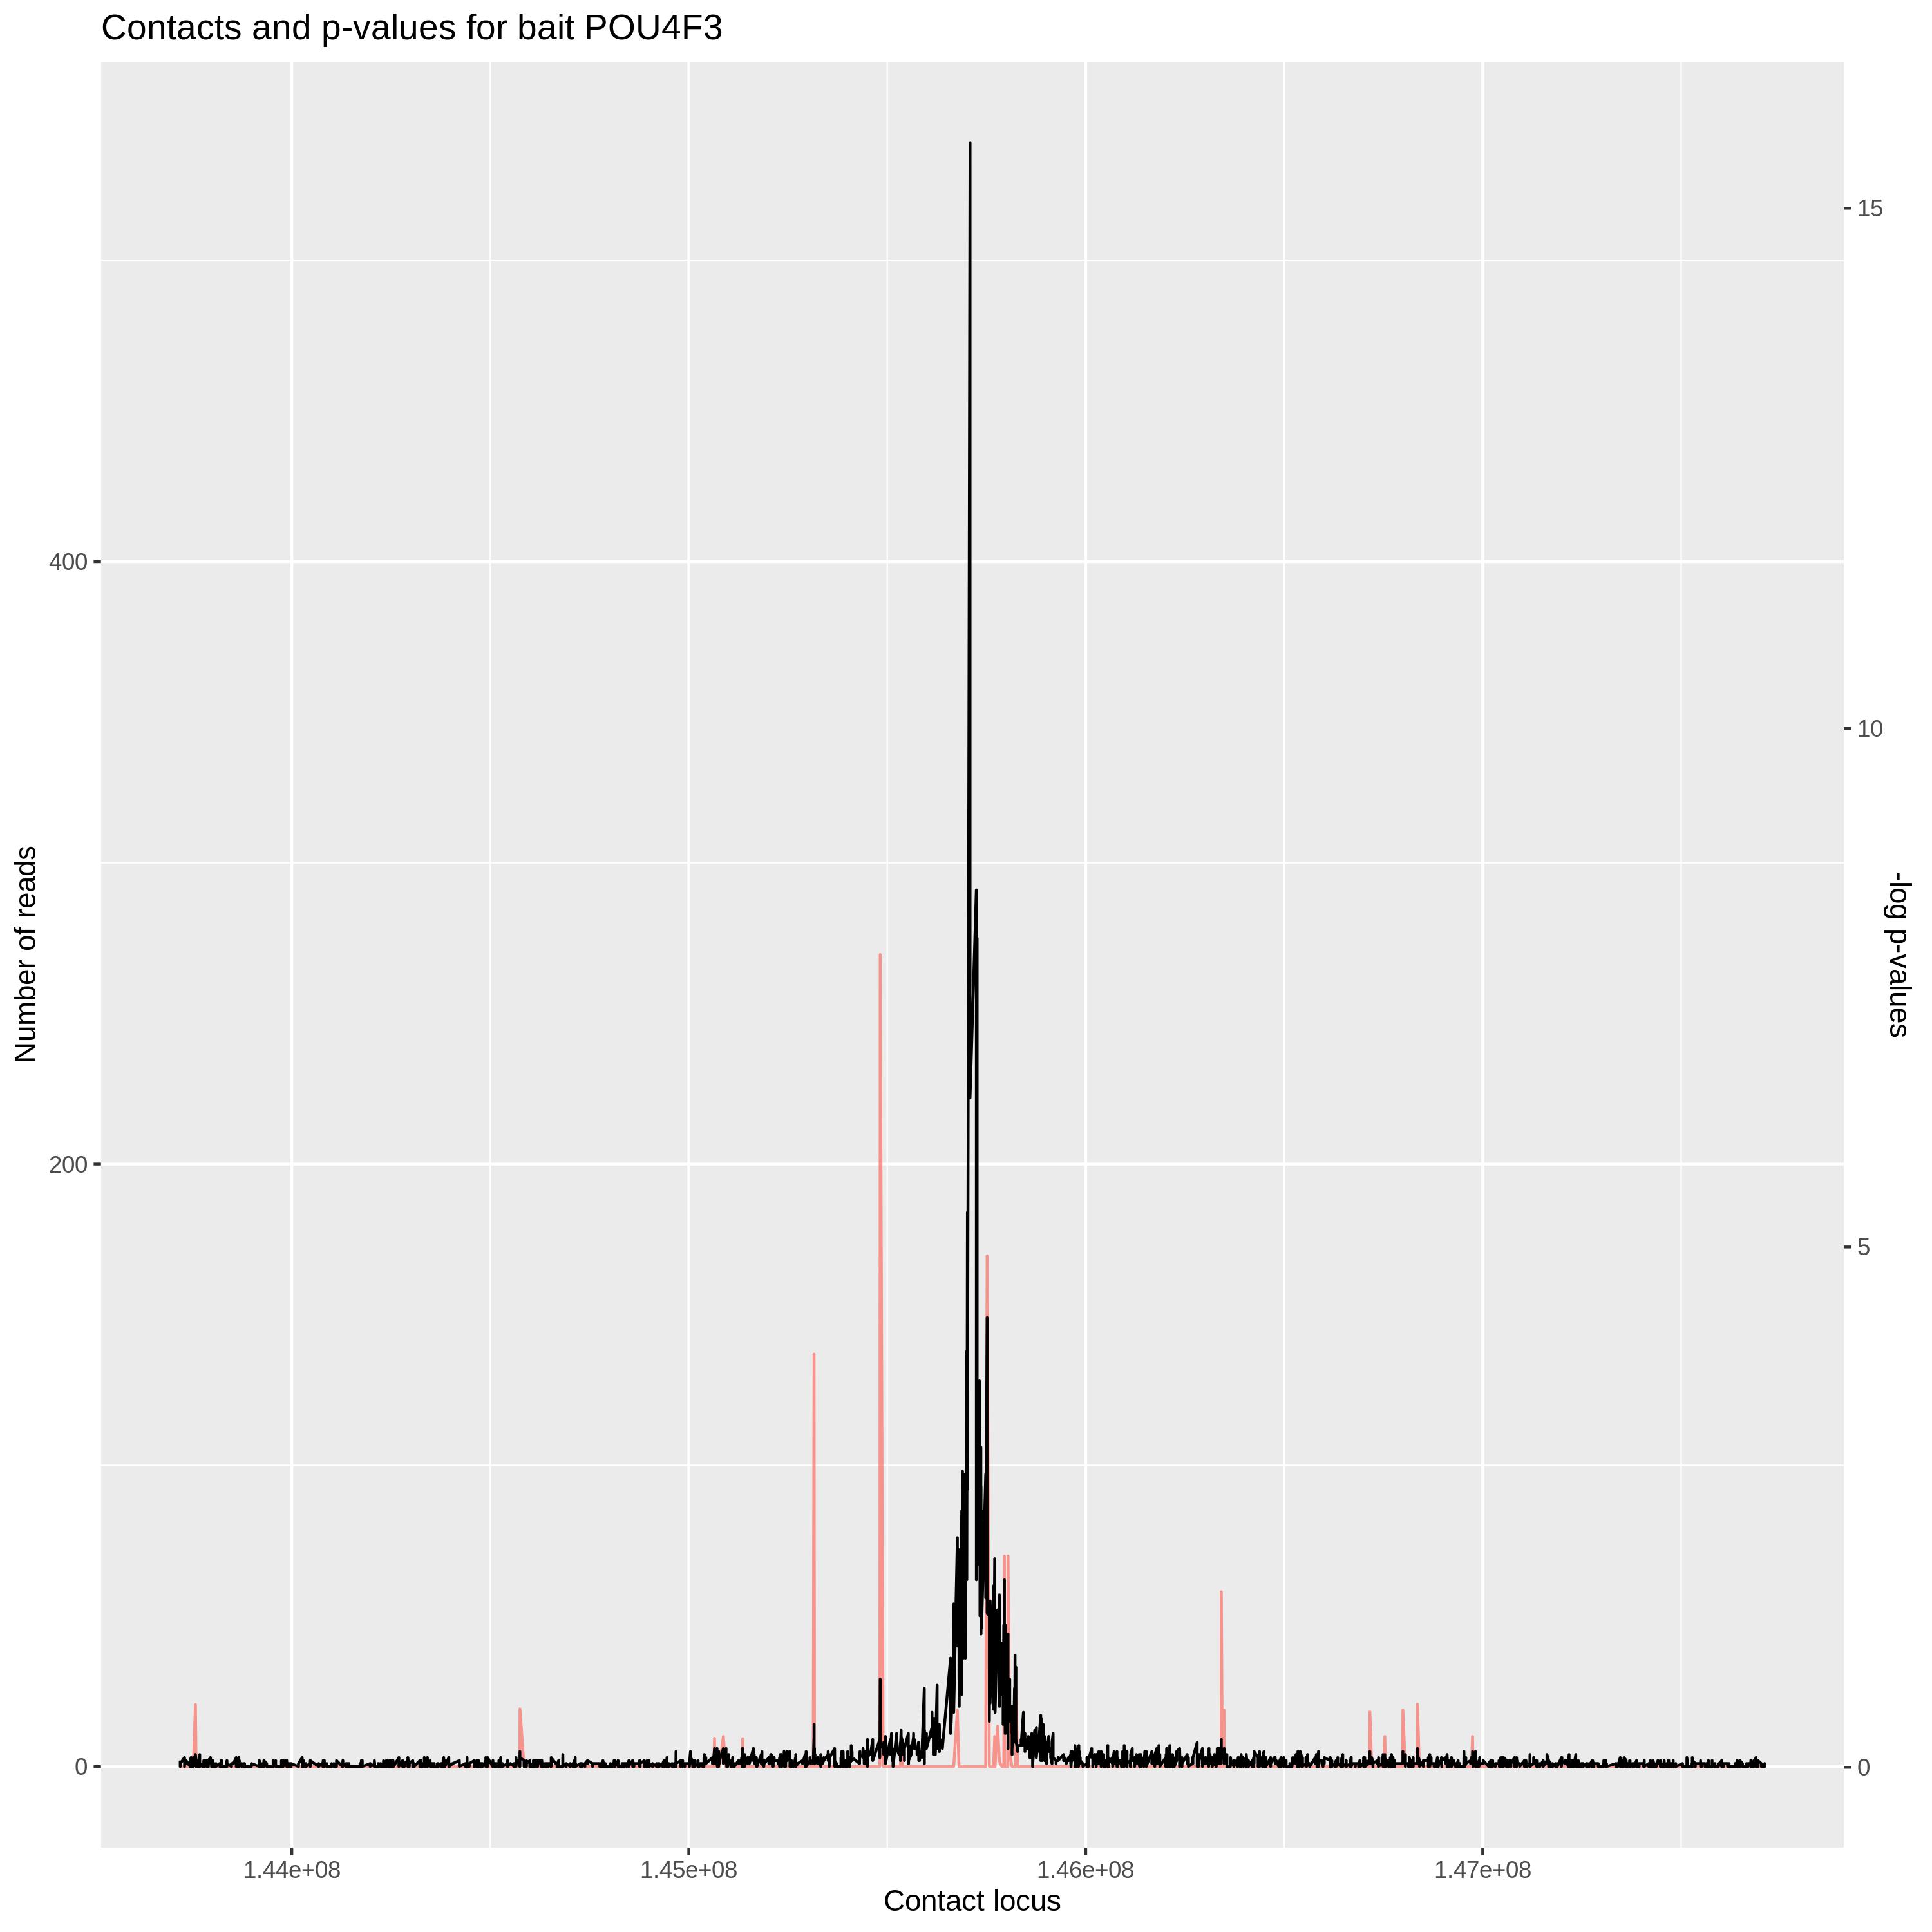 Contacts and p-values for bait POU4F3
15
400
10
Number of reads
-log p-values
200
5
0
0
1.44e+08
1.45e+08
1.46e+08
1.47e+08
Contact locus